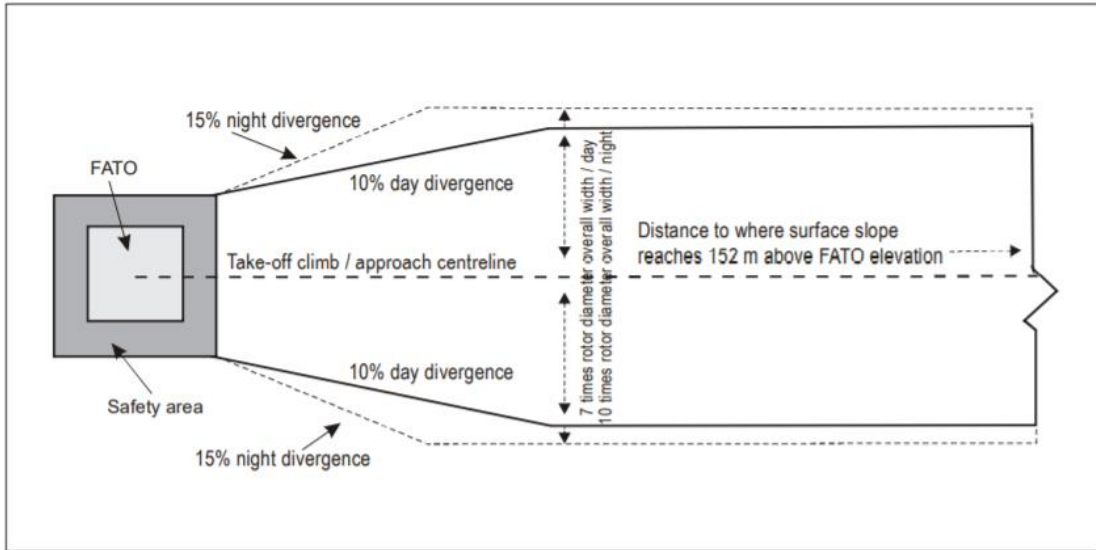 15% night divergence
FATO
10% day divergence
Take-off climb / approach centreline
7 times rotor diameter overall width / day
10 times rotor diameter overall width / night
Distance to where surface slope
reaches 152 m above FATO elevation
10% day divergence
Safety area
15% night divergence